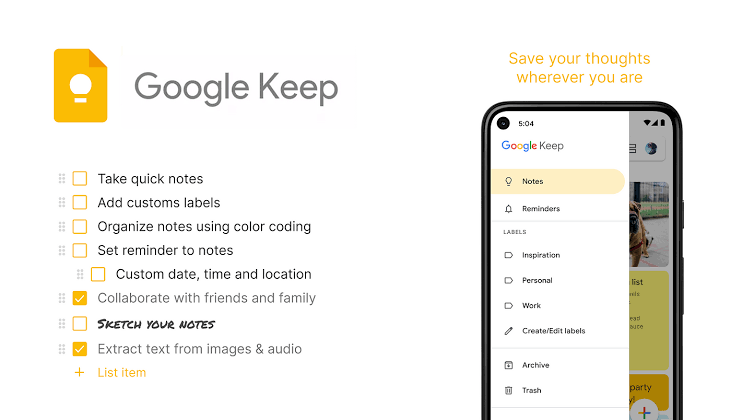 Google Keep
Take quick notes
Add customs labels
Organize notes using color coding
Set reminder to notes
Custom date, time and location
Collaborate with friends and family
Sketch your notes
Extract text from images & audio
+ List item
Save your thoughts
wherever you are
5:04
Google Keep
Notes
Reminders
LABELS
Inspiration
Personal
Work
Create/Edit labels
Archive
Trash
list
read
sauce
party